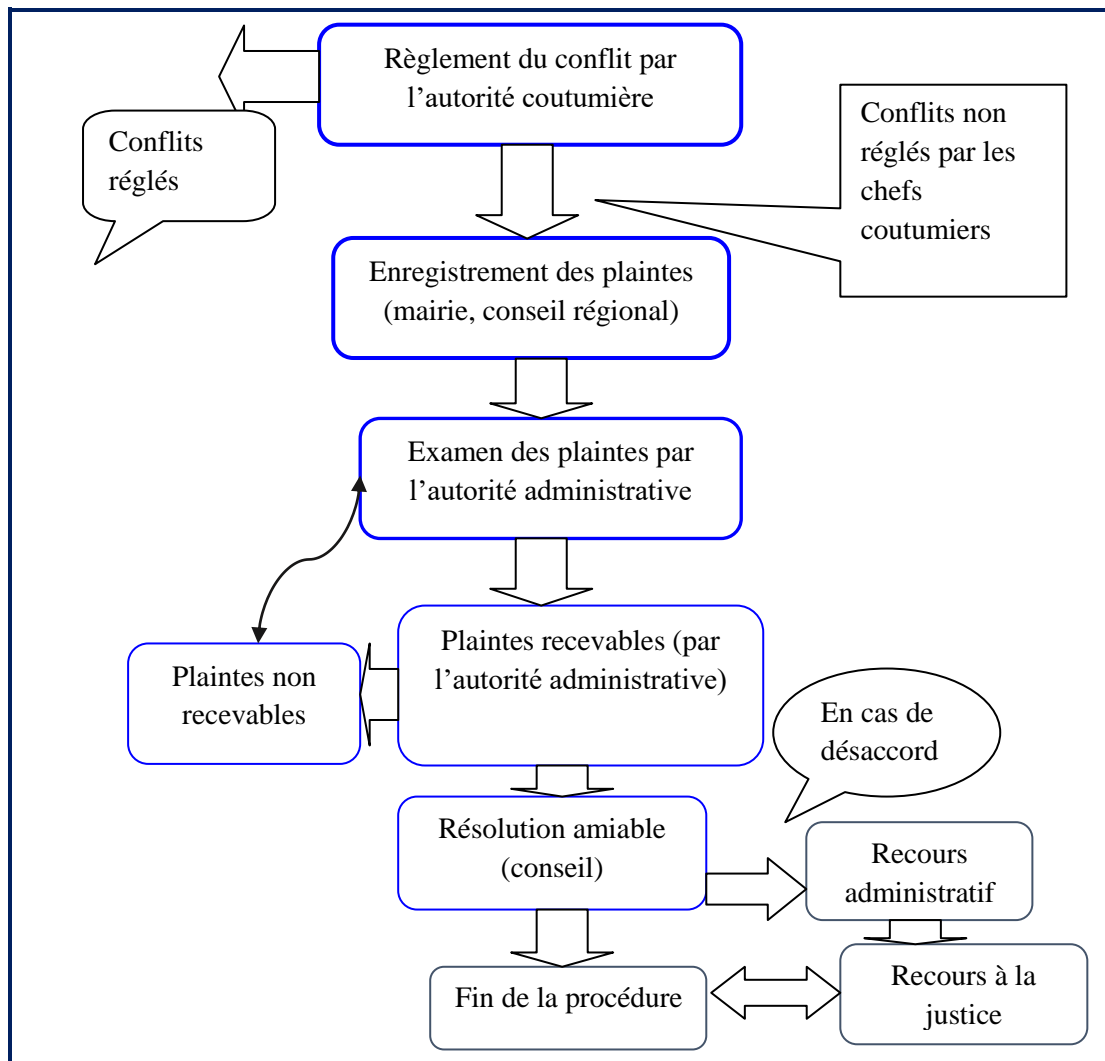 Règlement du conflit par
l’autorité coutumière
Conflits
réglés
Conflits non
réglés par les
chefs
coutumiers
Enregistrement des plaintes
(mairie, conseil régional)
Examen des plaintes par
l’autorité administrative
Plaintes recevables (par
l’autorité administrative)
Plaintes non
recevables
En cas de
désaccord
Résolution amiable
(conseil)
Recours
administratif
Fin de la procédure
Recours à la
justice